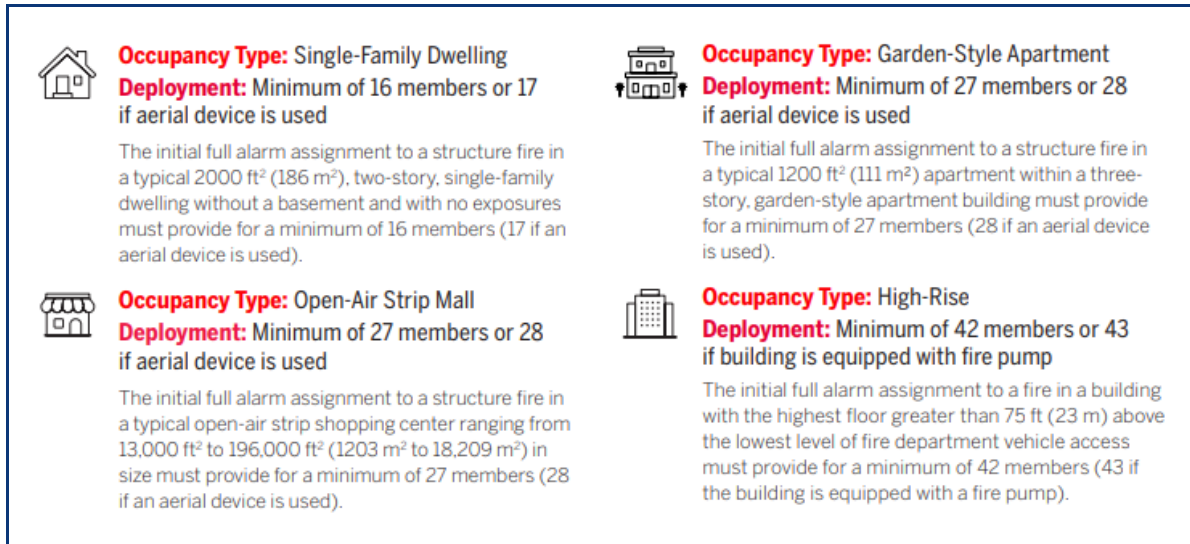 Occupancy Type: Single-Family Dwelling
Deployment: Minimum of 16 members or 17
if aerial device is used
The initial full alarm assignment to a structure fire in
a typical 2000 ft² (186 m²), two-story, single-family
dwelling without a basement and with no exposures
must provide for a minimum of 16 members (17 if an
aerial device is used).
Occupancy Type: Garden-Style Apartment
Deployment: Minimum of 27 members or 28
if aerial device is used
The initial full alarm assignment to a structure fire in
a typical 1200 ft² (111 m²) apartment within a three-
story, garden-style apartment building must provide
for a minimum of 27 members (28 if an aerial device
is used).
Occupancy Type: Open-Air Strip Mall
Deployment: Minimum of 27 members or 28
if aerial device is used
The initial full alarm assignment to a structure fire in
a typical open-air strip shopping center ranging from
13,000 ft² to 196,000 ft² (1203 m² to 18,209 m²) in
size must provide for a minimum of 27 members (28
if an aerial device is used).
Occupancy Type: High-Rise
Deployment: Minimum of 42 members or 43
if building is equipped with fire pump
The initial full alarm assignment to a fire in a building
with the highest floor greater than 75 ft (23 m) above
the lowest level of fire department vehicle access
must provide for a minimum of 42 members (43 if
the building is equipped with a fire pump).